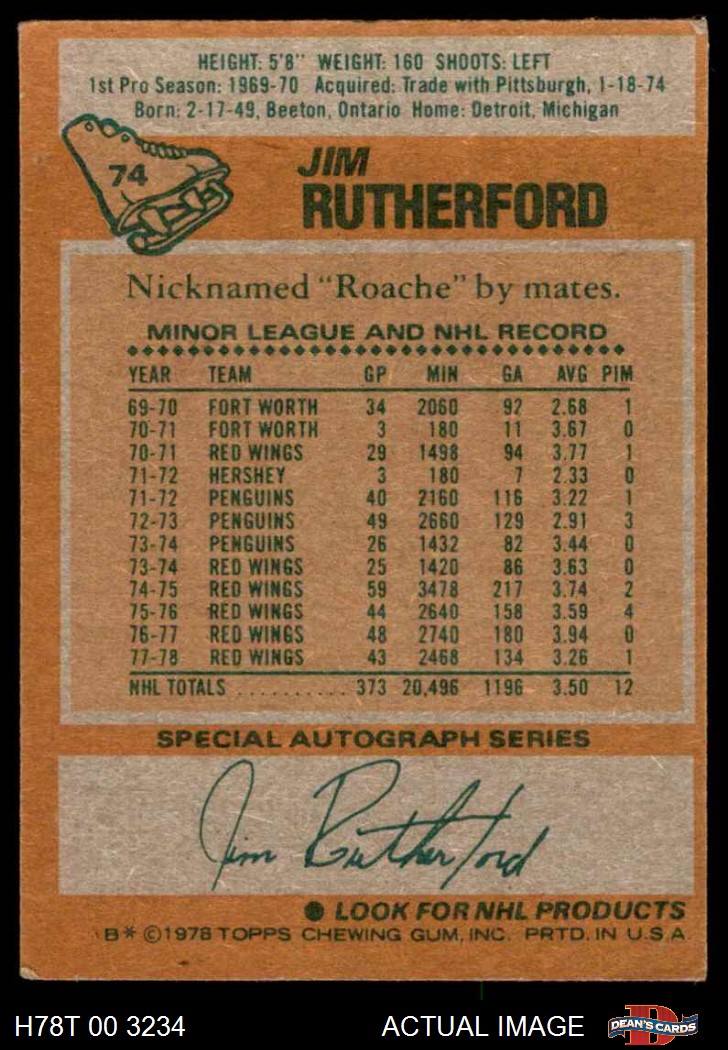 HEIGHT: 5'8" WEIGHT: 160 SHOOTS: LEFT
1st Pro Season: 1969-70 Acquired: Trade with Pittsburgh, 1-18-74
Born: 2-17-49, Beeton, Ontario Home: Detroit, Michigan
74
JIM
RUTHERFORD
Nicknamed "Roache" by mates.
MINOR LEAGUE AND NHL RECORD
YEAR TEAM GP MIN GA AVG PIM
69-70 FORT WORTH 34 2060 92 2.68 1
70-71 FORT WORTH 3 180 11 3.67 0
70-71 RED WINGS 29 1498 94 3.77 1
71-72 HERSHEY 3 180 7 2.33 0
71-72 PENGUINS 40 2160 116 3.22 1
72-73 PENGUINS 49 2660 129 2.91 3
73-74 PENGUINS 26 1432 82 3.44 0
73-74 RED WINGS 25 1420 86 3.63 0
74-75 RED WINGS 59 3478 217 3.74 2
75-76 RED WINGS 44 2640 158 3.59 4
76-77 RED WINGS 48 2740 180 3.94 0
77-78 RED WINGS 43 2468 134 3.26 1
NHL TOTALS .......... 373 20,496 1196 3.50 12
SPECIAL AUTOGRAPH SERIES
Jim Rutherford
LOOK FOR NHL PRODUCTS
B* ©1978 TOPPS CHEWING GUM, INC. PRTD. IN U.S.A.
H78T 00 3234 ACTUAL IMAGE DEAN'S CARDS